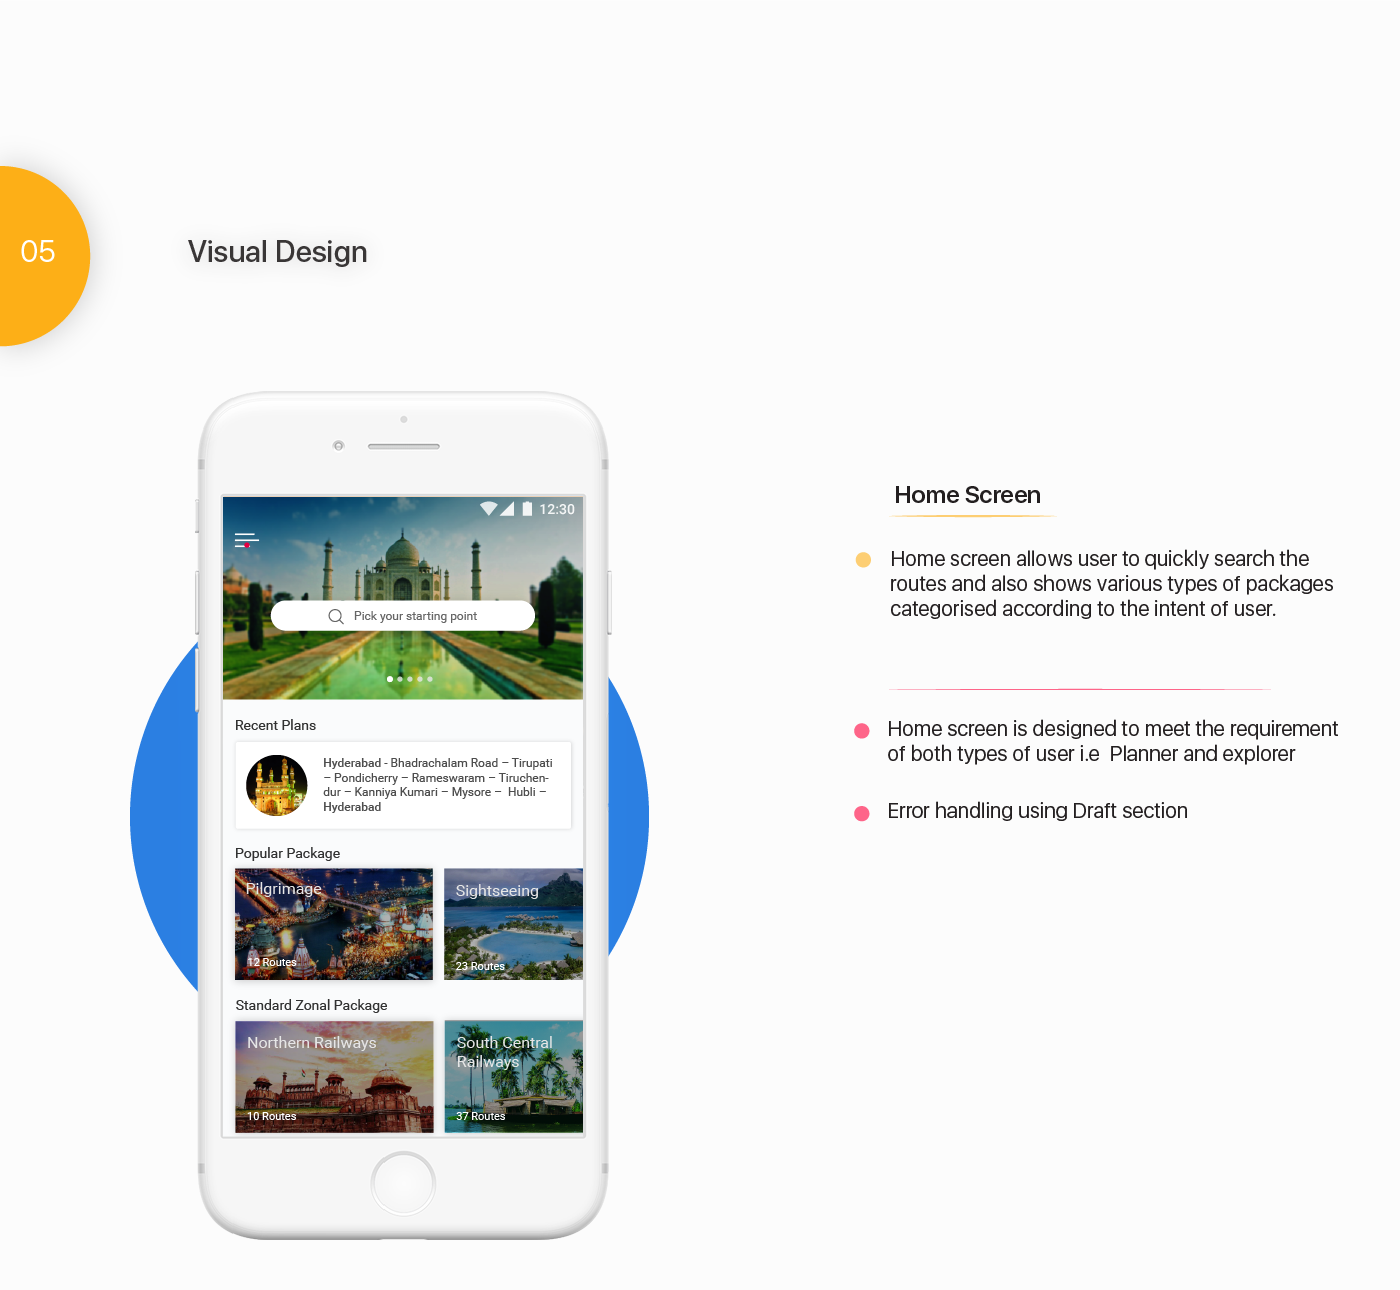 05
Visual Design
12:30
Pick your starting point
Recent Plans
Hyderabad - Bhadrachalam Road – Tirupati
– Pondicherry – Rameswaram – Tiruchen-
dur – Kanniya Kumari – Mysore –  Hubli –
Hyderabad
Popular Package
Pilgrimage
12 Routes
Sightseeing
23 Routes
Standard Zonal Package
Northern Railways
10 Routes
South Central
Railways
37 Routes
Home Screen
Home screen allows user to quickly search the
routes and also shows various types of packages
categorised according to the intent of user.
Home screen is designed to meet the requirement
of both types of user i.e  Planner and explorer
Error handling using Draft section